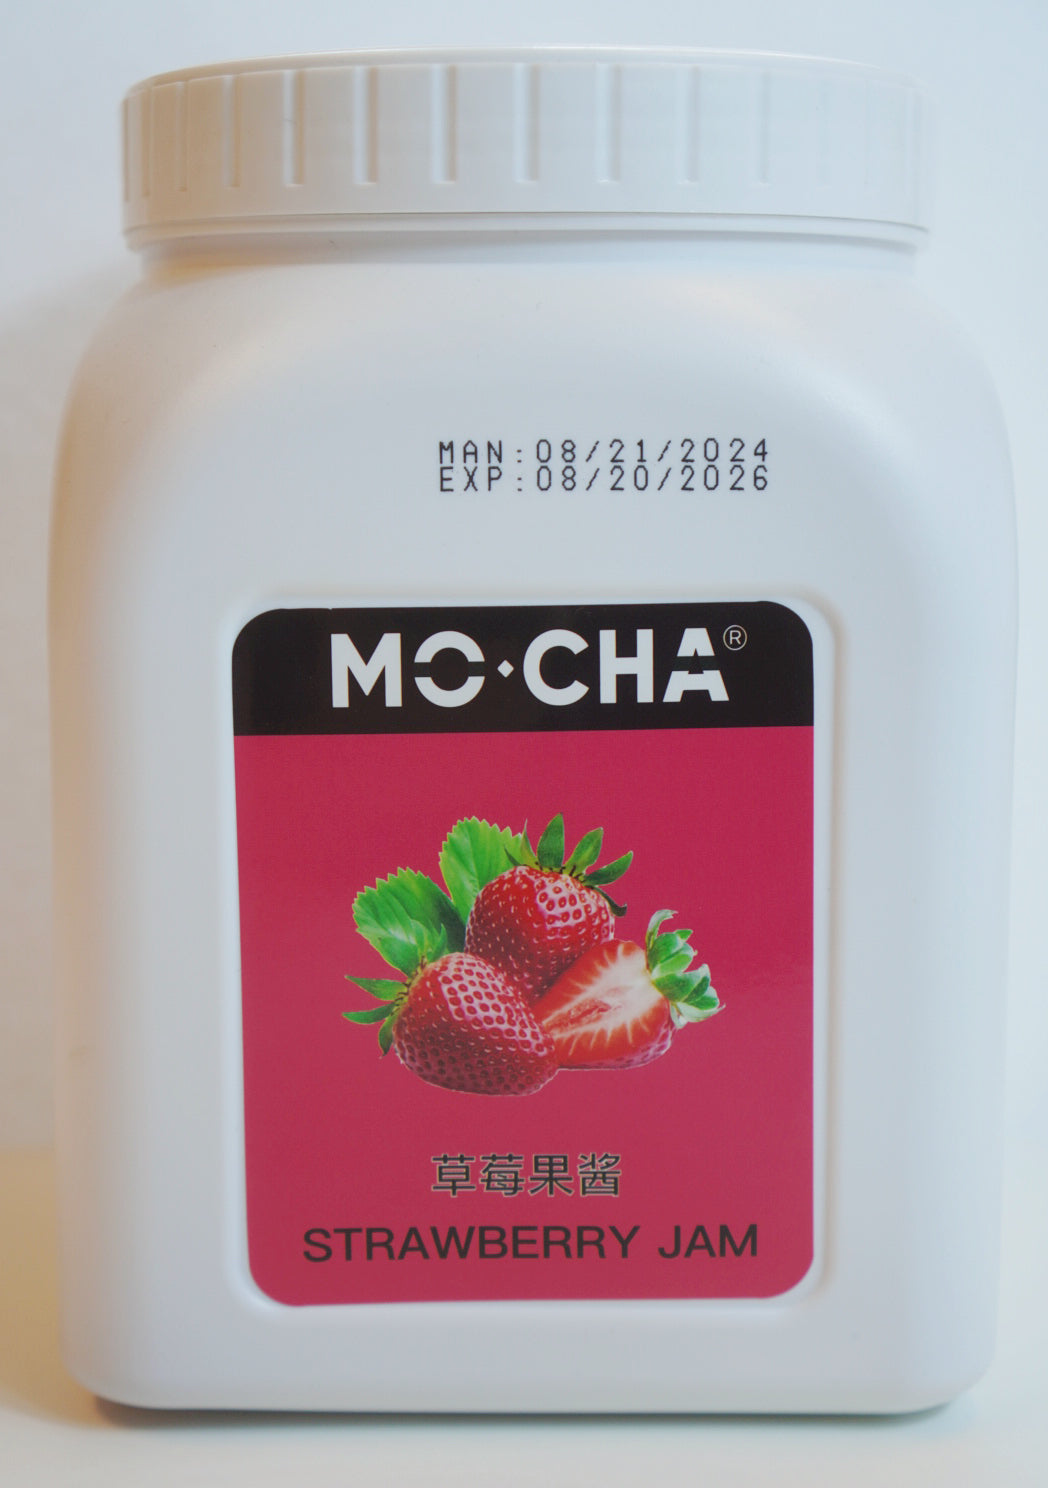 MAN:08/21/2024
EXP:08/20/2026
MO·CHA®
草莓果酱
STRAWBERRY JAM